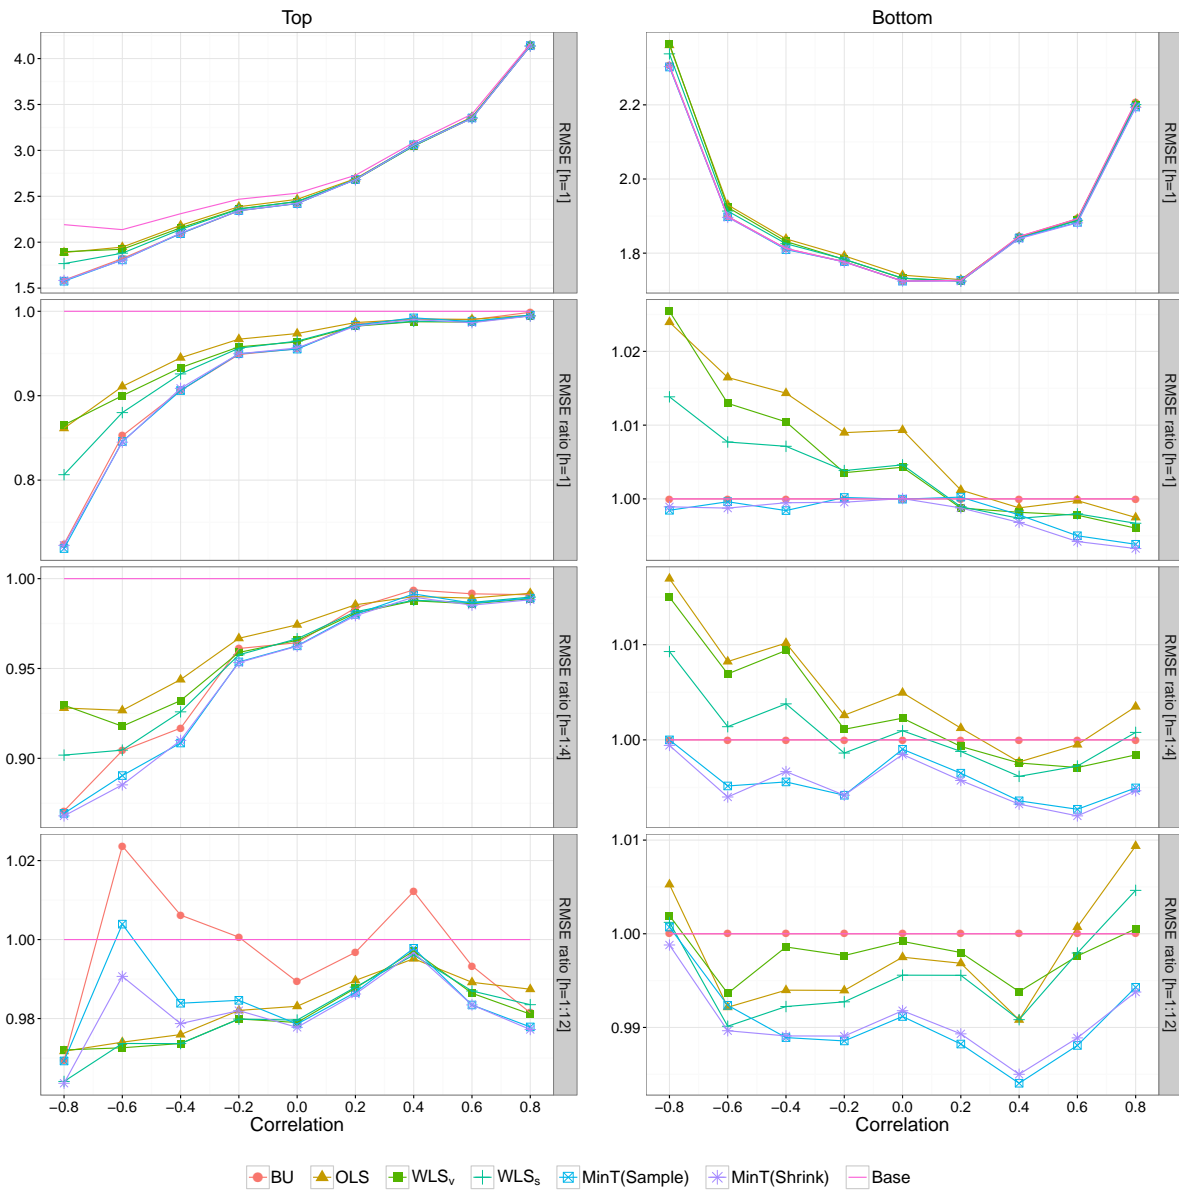 Top
Bottom
4.0
3.5
3.0
2.5
2.0
1.5
RMSE [h=1]
2.2
2.0
1.8
RMSE [h=1]
1.0
0.9
0.8
RMSE ratio [h=1]
1.02
1.01
1.00
RMSE ratio [h=1]
1.00
0.95
0.90
RMSE ratio [h=1:4]
1.01
1.00
RMSE ratio [h=1:4]
1.02
1.00
0.98
RMSE ratio [h=1:12]
1.01
1.00
0.99
RMSE ratio [h=1:12]
−0.8 −0.6 −0.4 −0.2 0.0 0.2 0.4 0.6 0.8
Correlation
−0.8 −0.6 −0.4 −0.2 0.0 0.2 0.4 0.6 0.8
Correlation
BU OLS WLSv WLSs MinT(Sample) MinT(Shrink) Base